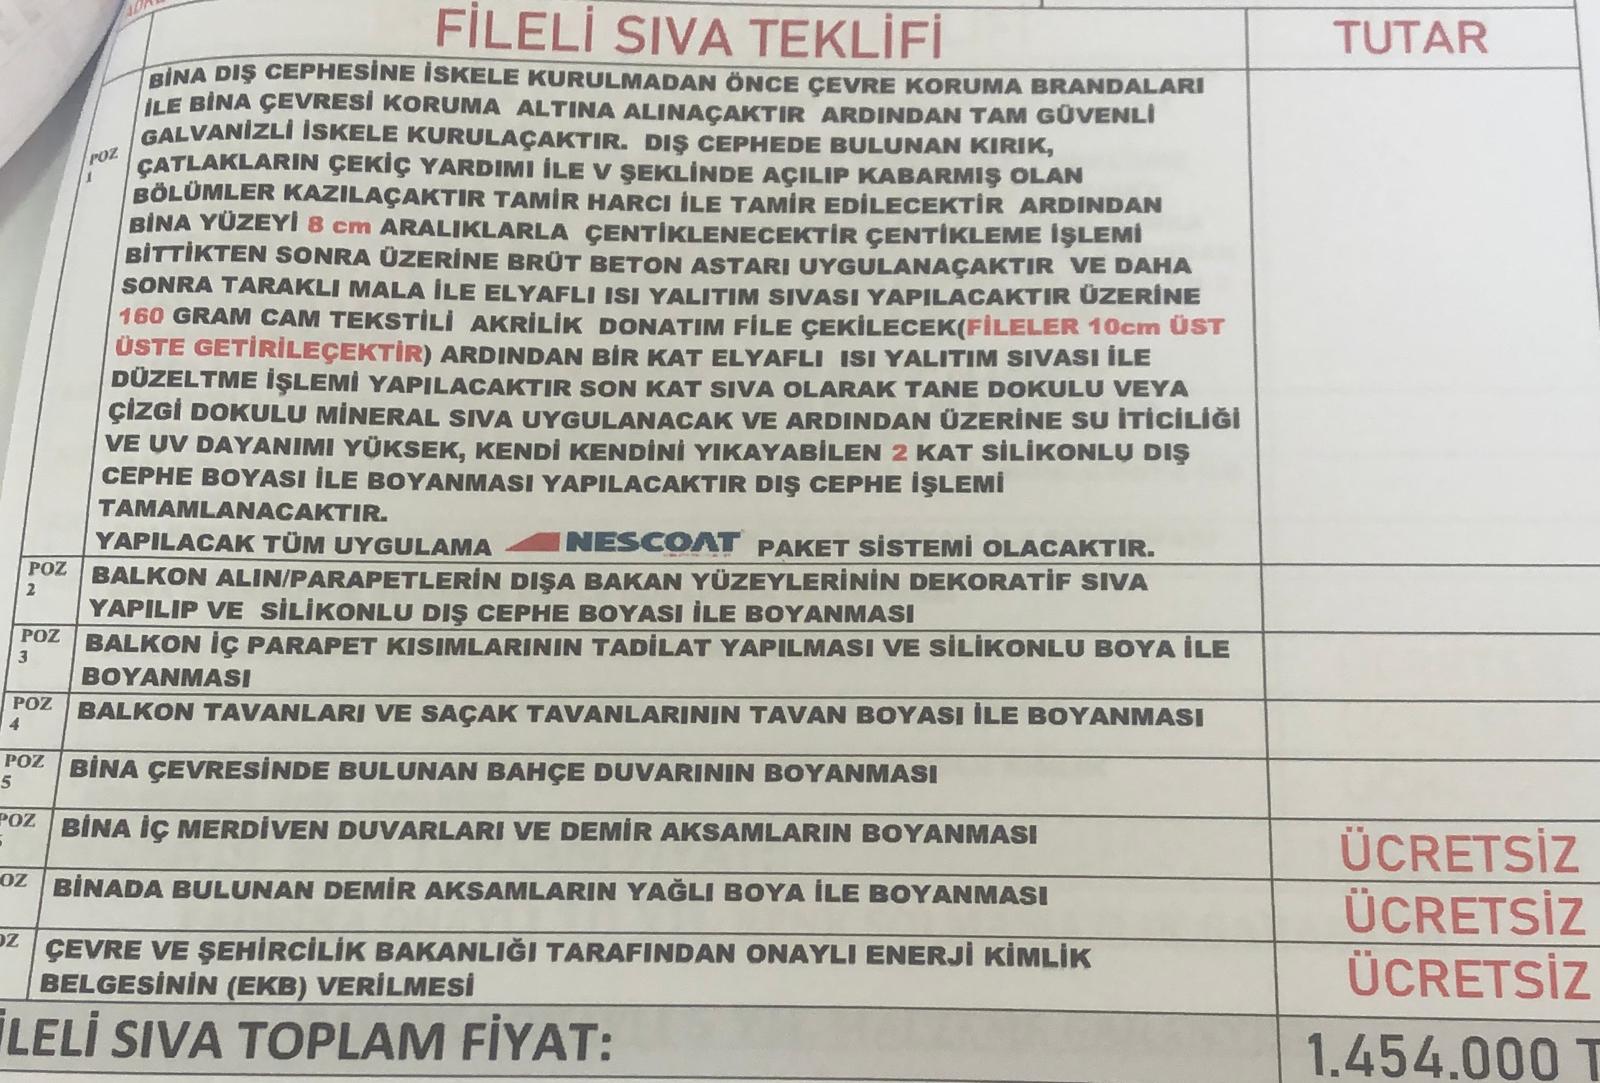 FİLELİ SIVA TEKLİFİ
TUTAR
POZ
1
BİNA DIŞ CEPHESİNE İSKELE KURULMADAN ÖNCE ÇEVRE KORUMA BRANDALARI
İLE BİNA ÇEVRESİ KORUMA ALTINA ALINAÇAKTIR ARDINDAN TAM GÜVENLİ
GALVANİZLİ İSKELE KURULAÇAKTIR. DIŞ CEPHEDE BULUNAN KIRIK,
ÇATLAKLARIN ÇEKİÇ YARDIMI İLE V ŞEKLİNDE AÇILIP KABARMIŞ OLAN
BÖLÜMLER KAZILAÇAKTIR TAMİR HARCI İLE TAMİR EDİLECEKTİR ARDINDAN
BİNA YÜZEYİ 8 cm ARALIKLARLA ÇENTİKLENECEKTİR ÇENTİKLEME İŞLEMİ
BİTTİKTEN SONRA ÜZERİNE BRÜT BETON ASTARI UYGULANAÇAKTIR VE DAHA
SONRA TARAKLI MALA İLE ELYAFLI ISI YALITIM SIVASI YAPILACAKTIR ÜZERİNE
160 GRAM CAM TEKSTİLİ AKRİLİK DONATIM FİLE ÇEKİLECEK(FİLELER 10cm ÜST
ÜSTE GETİRİLEÇEKTİR) ARDINDAN BİR KAT ELYAFLI ISI YALITIM SIVASI İLE
DÜZELTME İŞLEMİ YAPILACAKTIR SON KAT SIVA OLARAK TANE DOKULU VEYA
ÇİZGİ DOKULU MİNERAL SIVA UYGULANACAK VE ARDINDAN ÜZERİNE SU İTİCİLİĞİ
VE UV DAYANIMI YÜKSEK, KENDİ KENDİNİ YIKAYABİLEN 2 KAT SİLİKONLU DIŞ
CEPHE BOYASI İLE BOYANMASI YAPILACAKTIR DIŞ CEPHE İŞLEMİ
TAMAMLANACAKTIR.
YAPILACAK TÜM UYGULAMA NESCOAT PAKET SİSTEMİ OLACAKTIR.
POZ
2
BALKON ALIN/PARAPETLERİN DIŞA BAKAN YÜZEYLERİNİN DEKORATİF SIVA
YAPILIP VE SİLİKONLU DIŞ CEPHE BOYASI İLE BOYANMASI
POZ
3
BALKON İÇ PARAPET KISIMLARININ TADİLAT YAPILMASI VE SİLİKONLU BOYA İLE
BOYANMASI
POZ
4
BALKON TAVANLARI VE SAÇAK TAVANLARININ TAVAN BOYASI İLE BOYANMASI
POZ
5
BİNA ÇEVRESİNDE BULUNAN BAHÇE DUVARININ BOYANMASI
POZ
BİNA İÇ MERDİVEN DUVARLARI VE DEMİR AKSAMLARIN BOYANMASI
ÜCRETSİZ
OZ
BİNADA BULUNAN DEMİR AKSAMLARIN YAĞLI BOYA İLE BOYANMASI
ÜCRETSİZ
OZ
ÇEVRE VE ŞEHİRCİLİK BAKANLIĞI TARAFINDAN ONAYLI ENERJİ KİMLİK
BELGESİNİN (EKB) VERİLMESİ
ÜCRETSİZ
İLELİ SIVA TOPLAM FİYAT:
1.454.000 T